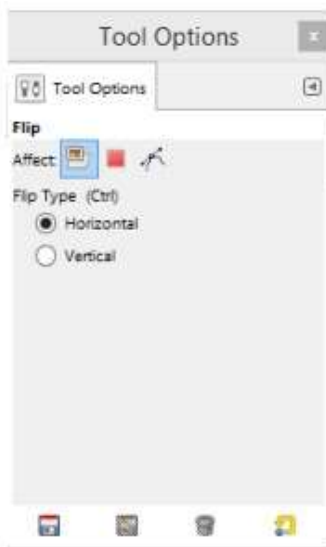 Tool Options
Tool Options
Flip
Affect:
Flip Type (Ctrl)
Horizontal
Vertical